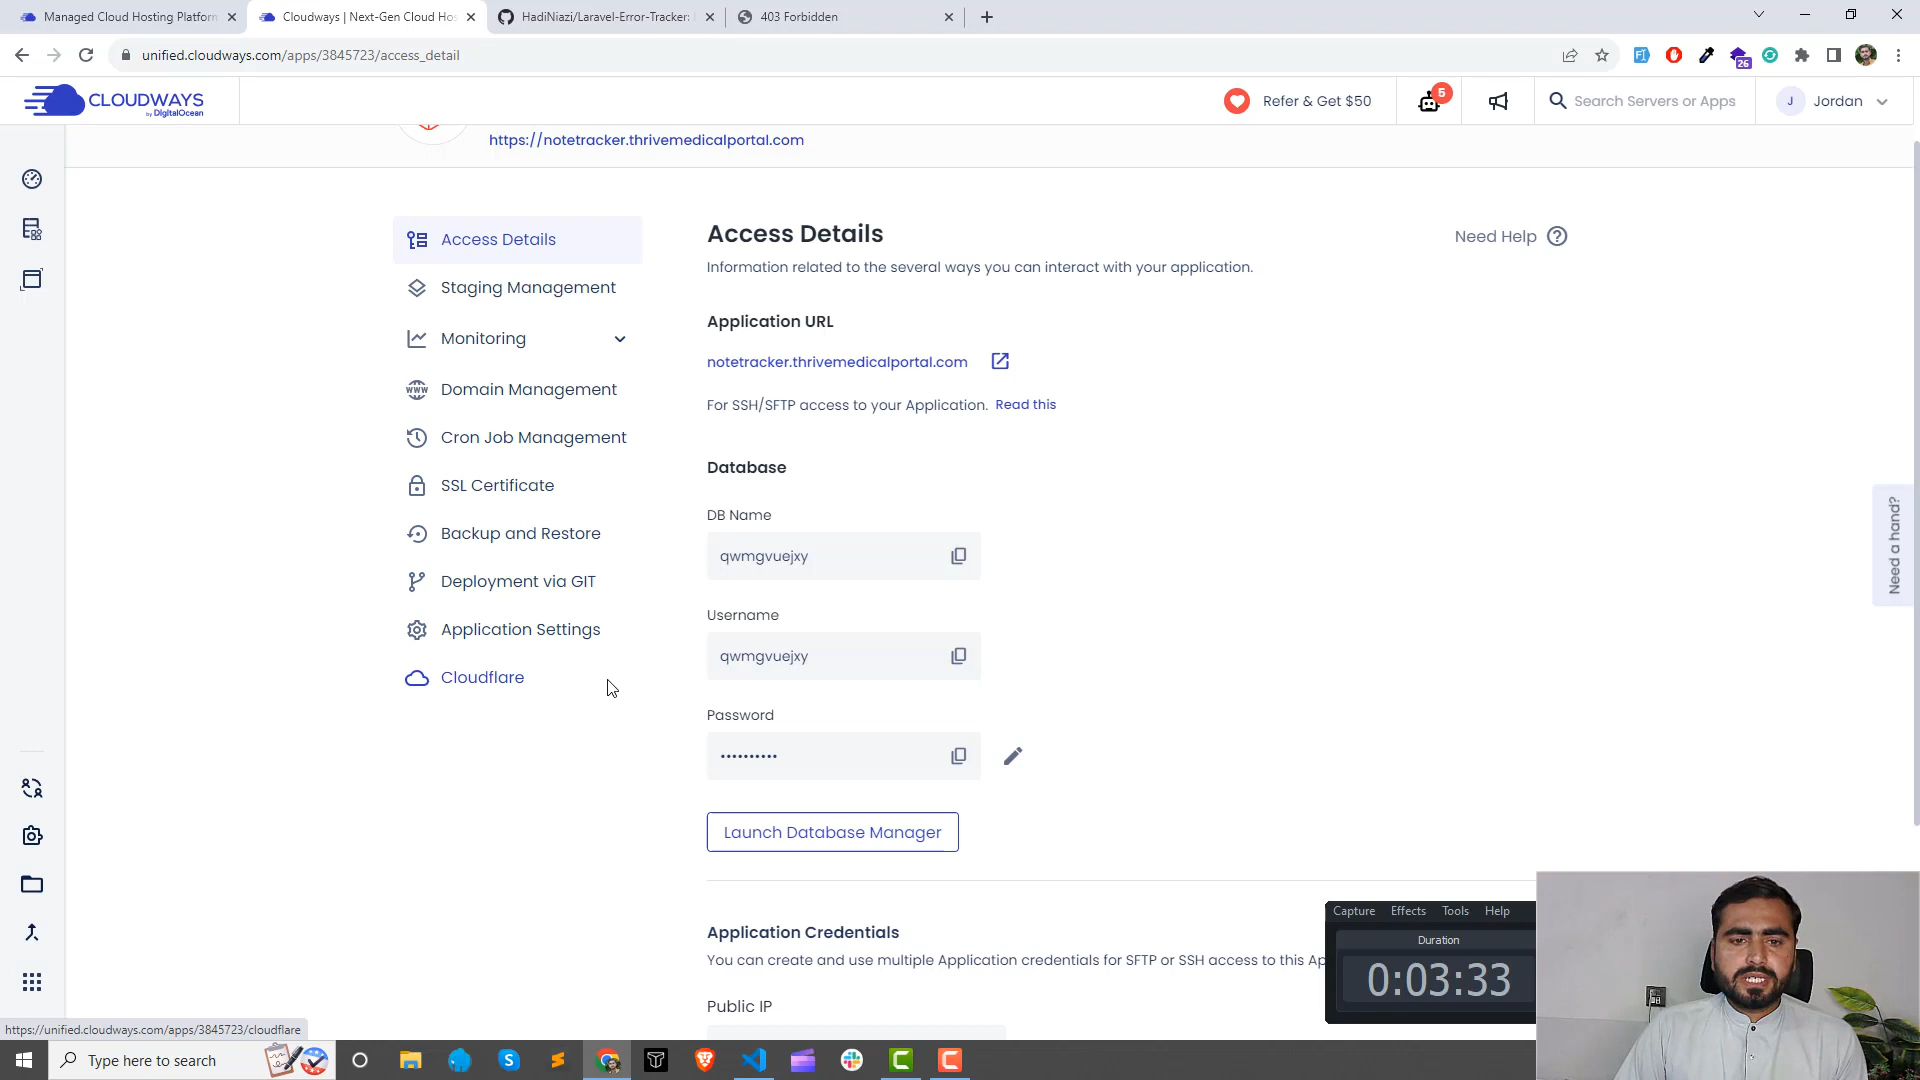 Managed Cloud Hosting Platform
Cloudways | Next-Gen Cloud Hos
HadiNiazi/Laravel-Error-Tracker:
403 Forbidden
unified.cloudways.com/apps/3845723/access_detail
26
CLOUDWAYS
by DigitalOcean
Refer & Get $50
5
Search Servers or Apps
J
Jordan
https://notetracker.thrivemedicalportal.com
Access Details
Staging Management
Monitoring
www
Domain Management
Cron Job Management
SSL Certificate
Backup and Restore
Deployment via GIT
Application Settings
Cloudflare
Access Details
Need Help
Information related to the several ways you can interact with your application.
Application URL
notetracker.thrivemedicalportal.com
For SSH/SFTP access to your Application. Read this
Database
DB Name
qwmgvuejxy
Username
qwmgvuejxy
Password
••••••••••
Launch Database Manager
Application Credentials
You can create and use multiple Application credentials for SFTP or SSH access to this Ap
Public IP
Need a hand?
Capture Effects Tools Help
Duration
0:03:33
https://unified.cloudways.com/apps/3845723/cloudflare
Type here to search